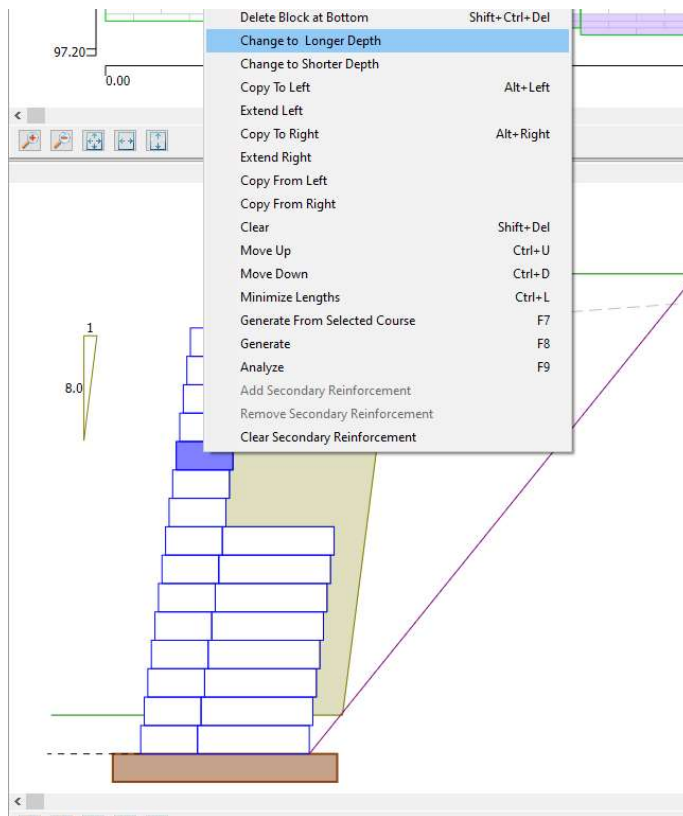 Delete Block at Bottom Shift+Ctrl+Del
Change to  Longer Depth
Change to Shorter Depth
Copy To Left Alt+Left
Extend Left
Copy To Right Alt+Right
Extend Right
Copy From Left
Copy From Right
Clear Shift+Del
Move Up Ctrl+U
Move Down Ctrl+D
Minimize Lengths Ctrl+L
Generate From Selected Course F7
Generate F8
Analyze F9
Add Secondary Reinforcement
Remove Secondary Reinforcement
Clear Secondary Reinforcement
97.20
0.00
1
8.0